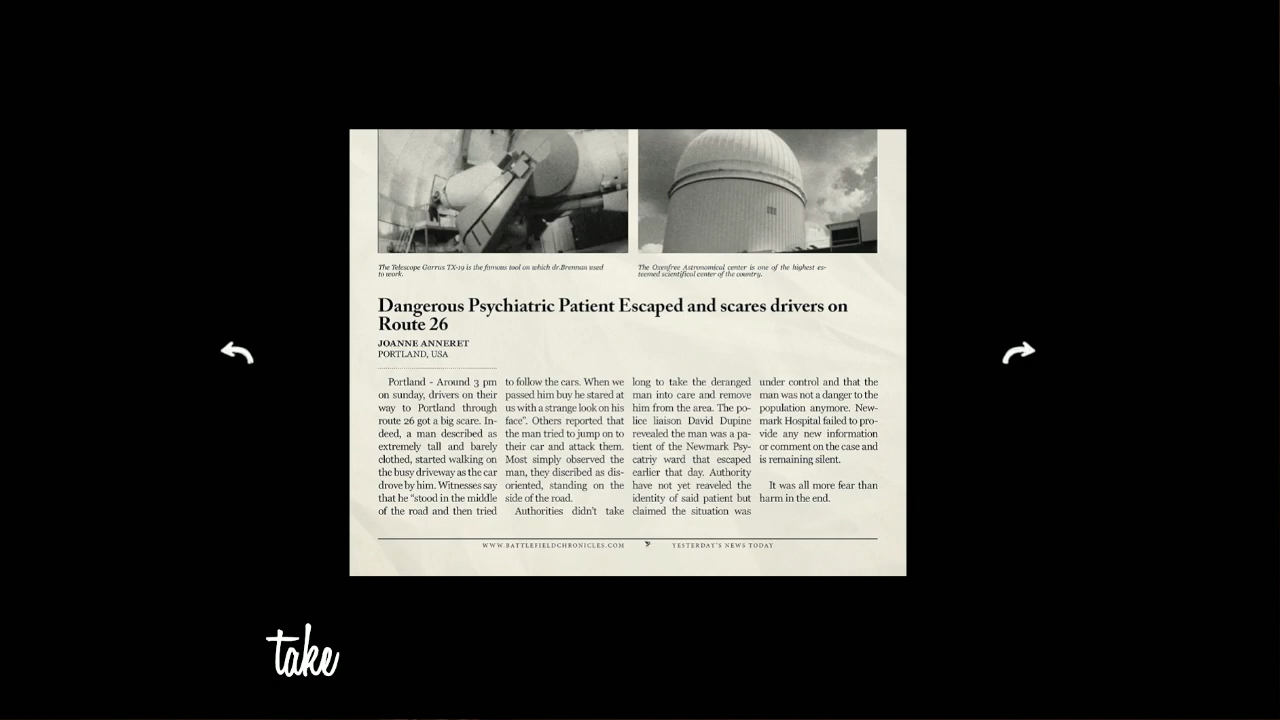 The Telescope Garrus TX-19 is the famous tool on which dr.Brennan used
to work.
The Oxenfree Astronomical center is one of the highest es-
teemed scientifical center of the country.
Dangerous Psychiatric Patient Escaped and scares drivers on
Route 26
JOANNE ANNERET
PORTLAND, USA
Portland - Around 3 pm
on sunday, drivers on their
way to Portland through
route 26 got a big scare. In-
deed, a man described as
extremely tall and barely
clothed, started walking on
the busy driveway as the car
drove by him. Witnesses say
that he “stood in the middle
of the road and then tried
to follow the cars. When we
passed him buy he stared at
us with a strange look on his
face”. Others reported that
the man tried to jump on to
their car and attack them.
Most simply observed the
man, they discribed as dis-
oriented, standing on the
side of the road.
Authorities didn’t take
long to take the deranged
man into care and remove
him from the area. The po-
lice liaison David Dupine
revealed the man was a pa-
tient of the Newmark Psy-
catriy ward that escaped
earlier that day. Authority
have not yet reaveled the
identity of said patient but
claimed the situation was
under control and that the
man was not a danger to the
population anymore. New-
mark Hospital failed to pro-
vide any new information
or comment on the case and
is remaining silent.
It was all more fear than
harm in the end.
WWW.BATTLEFIELDCHRONICLES.COM YESTERDAY’S NEWS TODAY
take